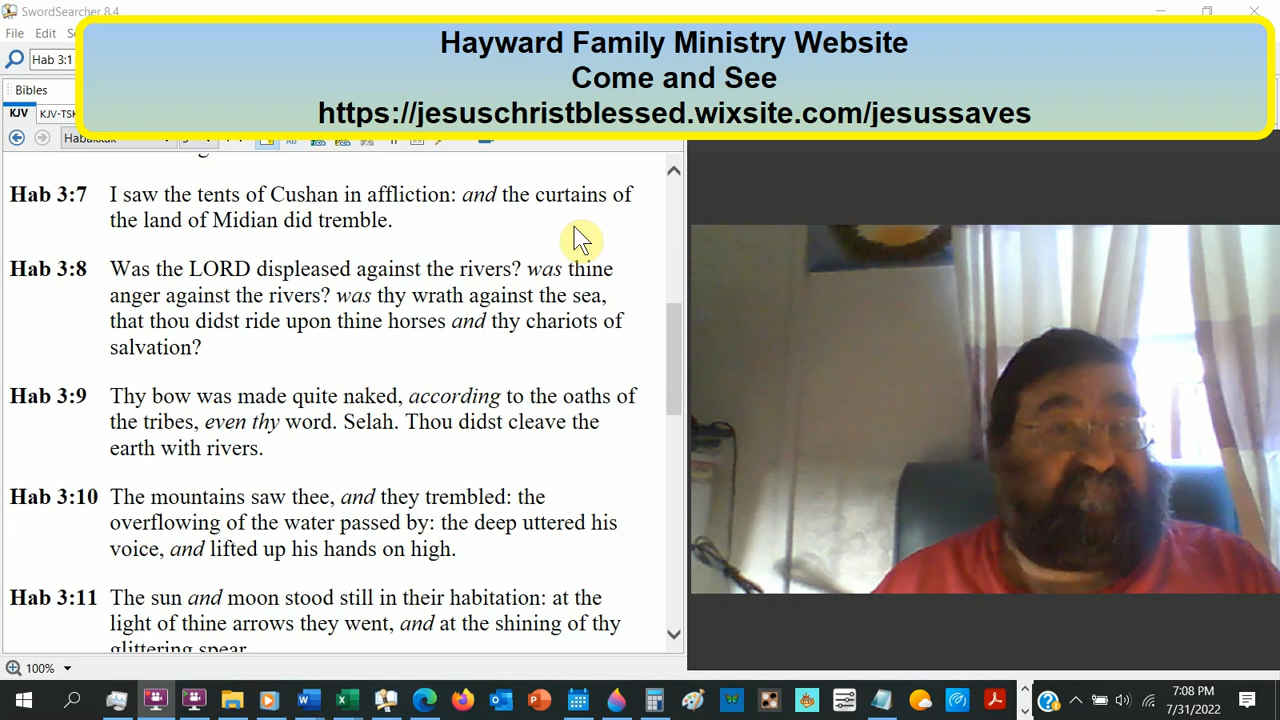 SwordSearcher 8.4
File Edit
Hayward Family Ministry Website
Come and See
https://jesuschristblessed.wixsite.com/jesussaves
Hab 3:1
Bibles
KJV KJV-TSK
Habakkuk
Hab 3:7 I saw the tents of Cushan in affliction: and the curtains of
the land of Midian did tremble.
Hab 3:8 Was the LORD displeased against the rivers? was thine
anger against the rivers? was thy wrath against the sea,
that thou didst ride upon thine horses and thy chariots of
salvation?
Hab 3:9 Thy bow was made quite naked, according to the oaths of
the tribes, even thy word. Selah. Thou didst cleave the
earth with rivers.
Hab 3:10 The mountains saw thee, and they trembled: the
overflowing of the water passed by: the deep uttered his
voice, and lifted up his hands on high.
Hab 3:11 The sun and moon stood still in their habitation: at the
light of thine arrows they went, and at the shining of thy
glittering spear.
100%
7:08 PM
7/31/2022